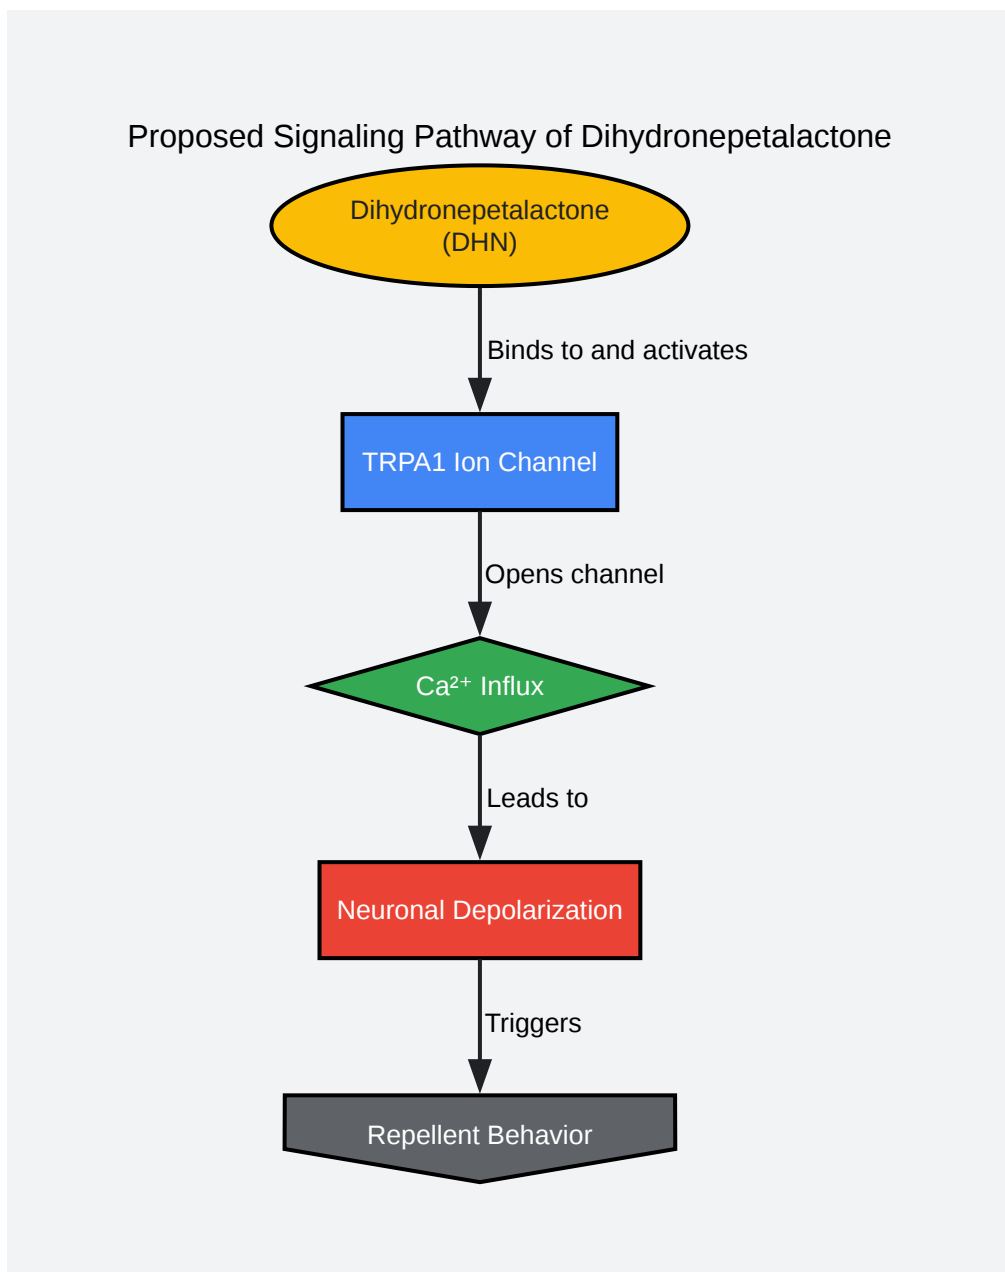 Proposed Signaling Pathway of Dihydronepetalactone
Dihydronepetalactone
(DHN)
Binds to and activates
TRPA1 Ion Channel
Opens channel
Ca²⁺ Influx
Leads to
Neuronal Depolarization
Triggers
Repellent Behavior